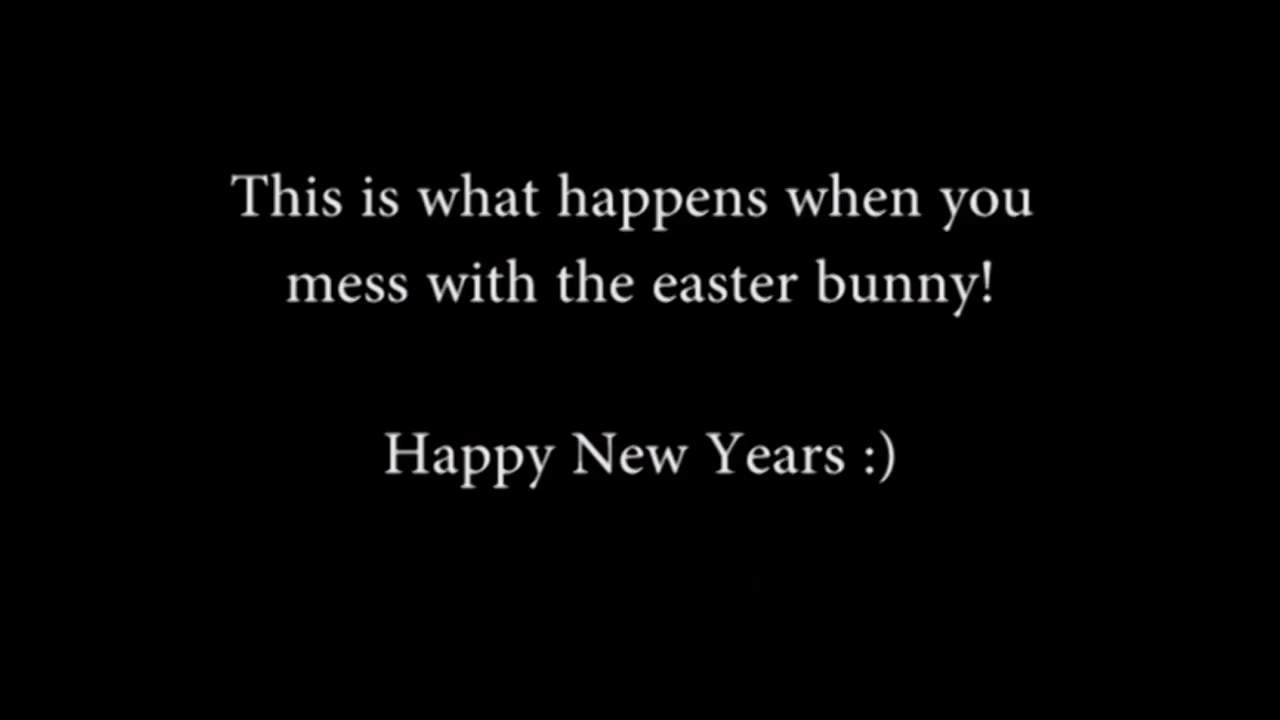 This is what happens when you
mess with the easter bunny!
Happy New Years :)